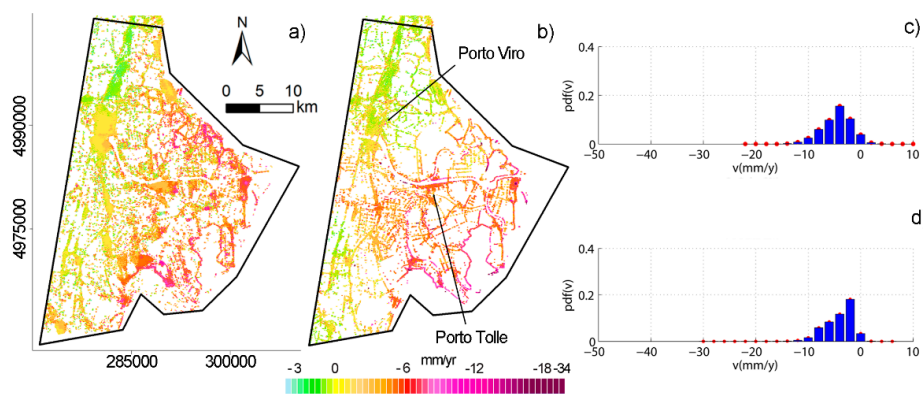 a)
N
0 5 10
km
4990000
4975000
285000 300000
b)
Porto Viro
Porto Tolle
mm/yr
-3 0 -6 -12 -18-34
c)
0.4
0.2
0
pdf(v)
−50 −40 −30 −20 −10 0 10
v(mm/y)
d
0.4
0.2
0
pdf(v)
−50 −40 −30 −20 −10 0 10
v(mm/y)